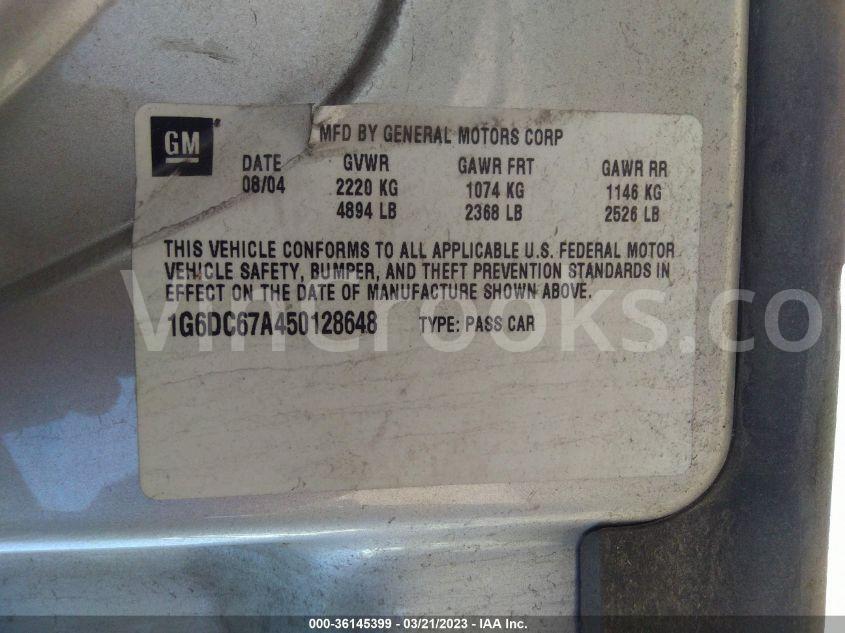 GM
MFD BY GENERAL MOTORS CORP
DATE GVWR GAWR FRT GAWR RR
08/04 2220 KG 1074 KG 1146 KG
4894 LB 2368 LB 2526 LB
THIS VEHICLE CONFORMS TO ALL APPLICABLE U.S. FEDERAL MOTOR
VEHICLE SAFETY, BUMPER, AND THEFT PREVENTION STANDARDS IN
EFFECT ON THE DATE OF MANUFACTURE SHOWN ABOVE.
1G6DC67A450128648 TYPE: PASS CAR
Vincrooks.co
000-36145399 - 03/21/2023 - IAA Inc.